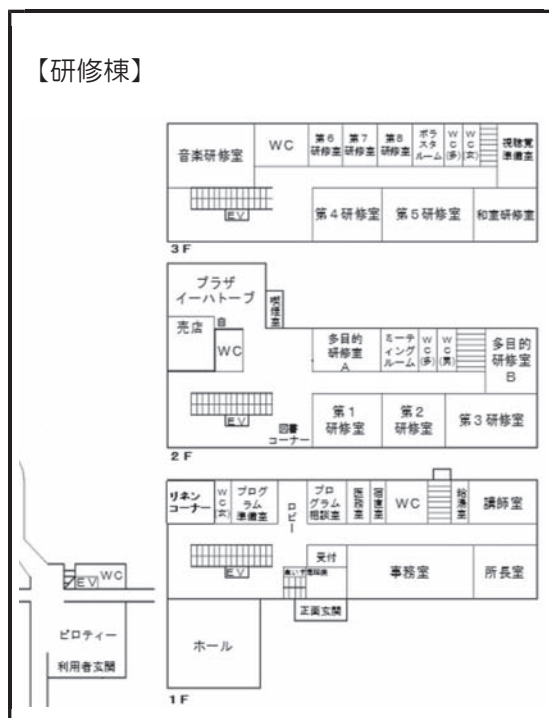 【研修棟】
音楽研修室
WC
第6
研修室
第7
研修室
第8
研修室
ボラ
スタ
ルーム
WC(多)
WC(女)
視聴覚
準備室
EV
第4研修室
第5研修室
和室研修室
3F
プラザ
イーハトーブ
喫煙室
売店
自
WC
多目的
研修室
A
ミーテ
ィング
ルーム
WC(多)
WC(男)
多目的
研修室
B
EV
図書
コーナー
第1
研修室
第2
研修室
第3研修室
2F
リネン
コーナー
WC(女)
プログ
ラム
準備室
ロビー
プロ
グラム
相談室
医務室
宿直室
WC
給湯室
講師室
EV
受付
事務室
所長室
正面玄関
ホール
1F
EV
WC
ピロティー
利用者玄関